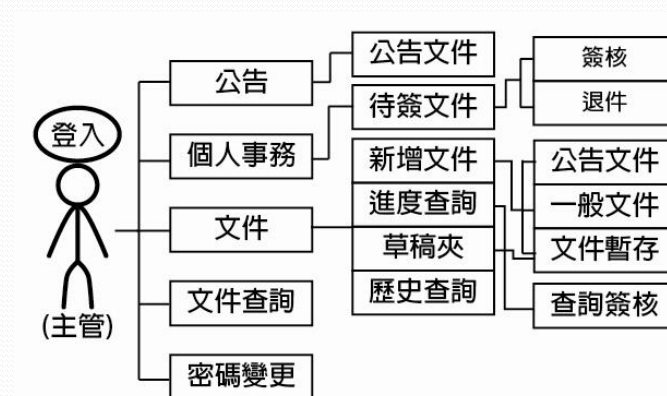 登入
(主管)
公告
個人事務
文件
文件查詢
密碼變更
公告文件
待簽文件
新增文件
進度查詢
草稿夾
歷史查詢
簽核
退件
公告文件
一般文件
文件暫存
查詢簽核